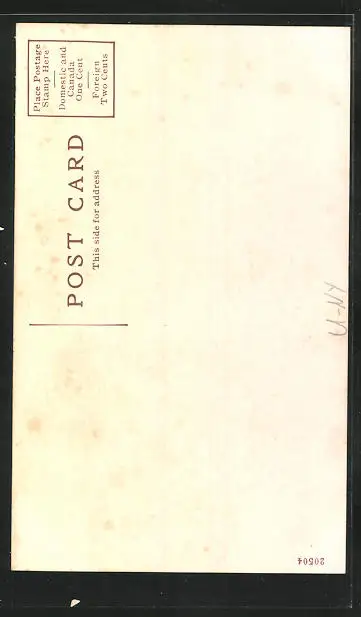 Place Postage
Stamp Here
Domestic and
Canada
One Cent
Foreign
Two Cents
POST CARD
This side for address
U-NY
20504